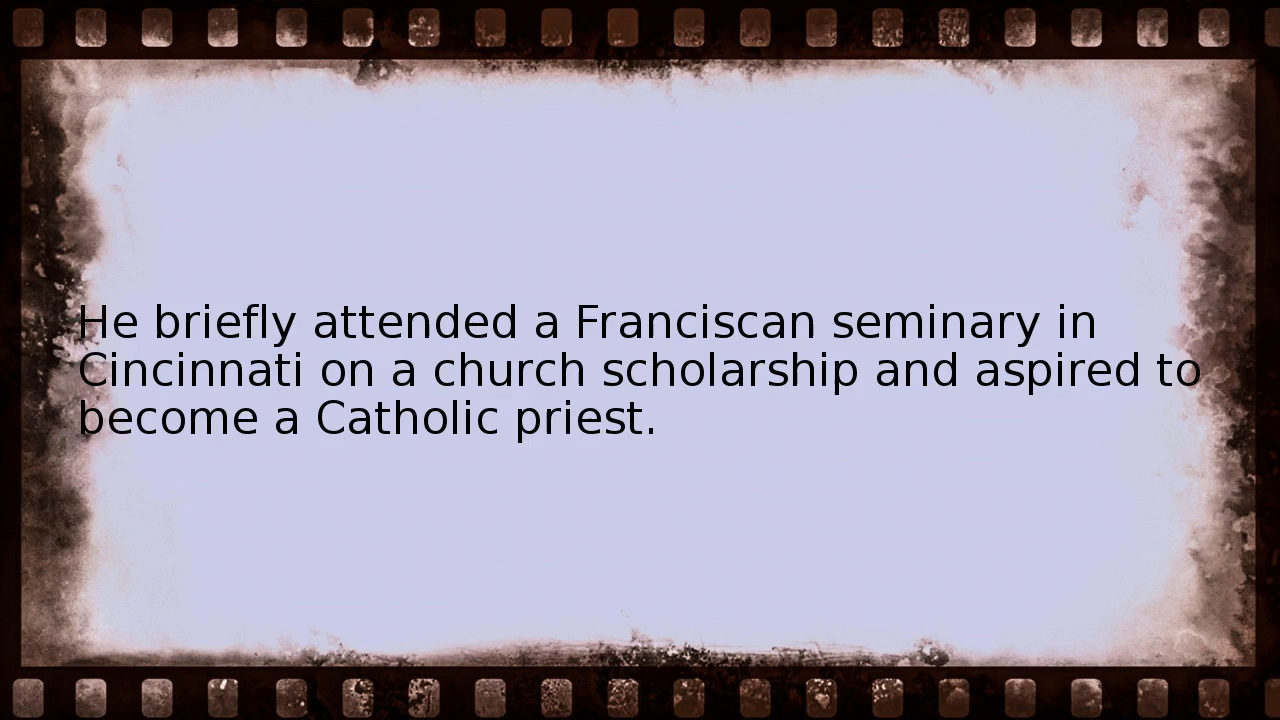 He briefly attended a Franciscan seminary in
Cincinnati on a church scholarship and aspired to
become a Catholic priest.